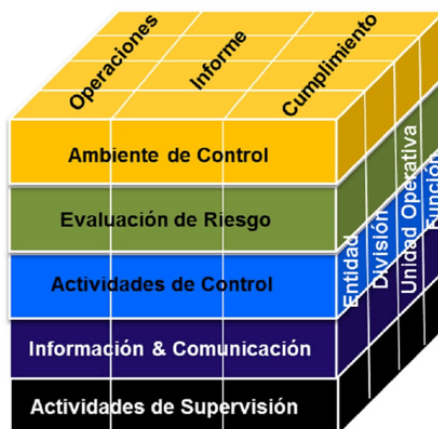 Operaciones
Informe
Cumplimiento
Ambiente de Control
Evaluación de Riesgo
Actividades de Control
Información & Comunicación
Actividades de Supervisión
Entidad
División
Unidad Operativa
Función